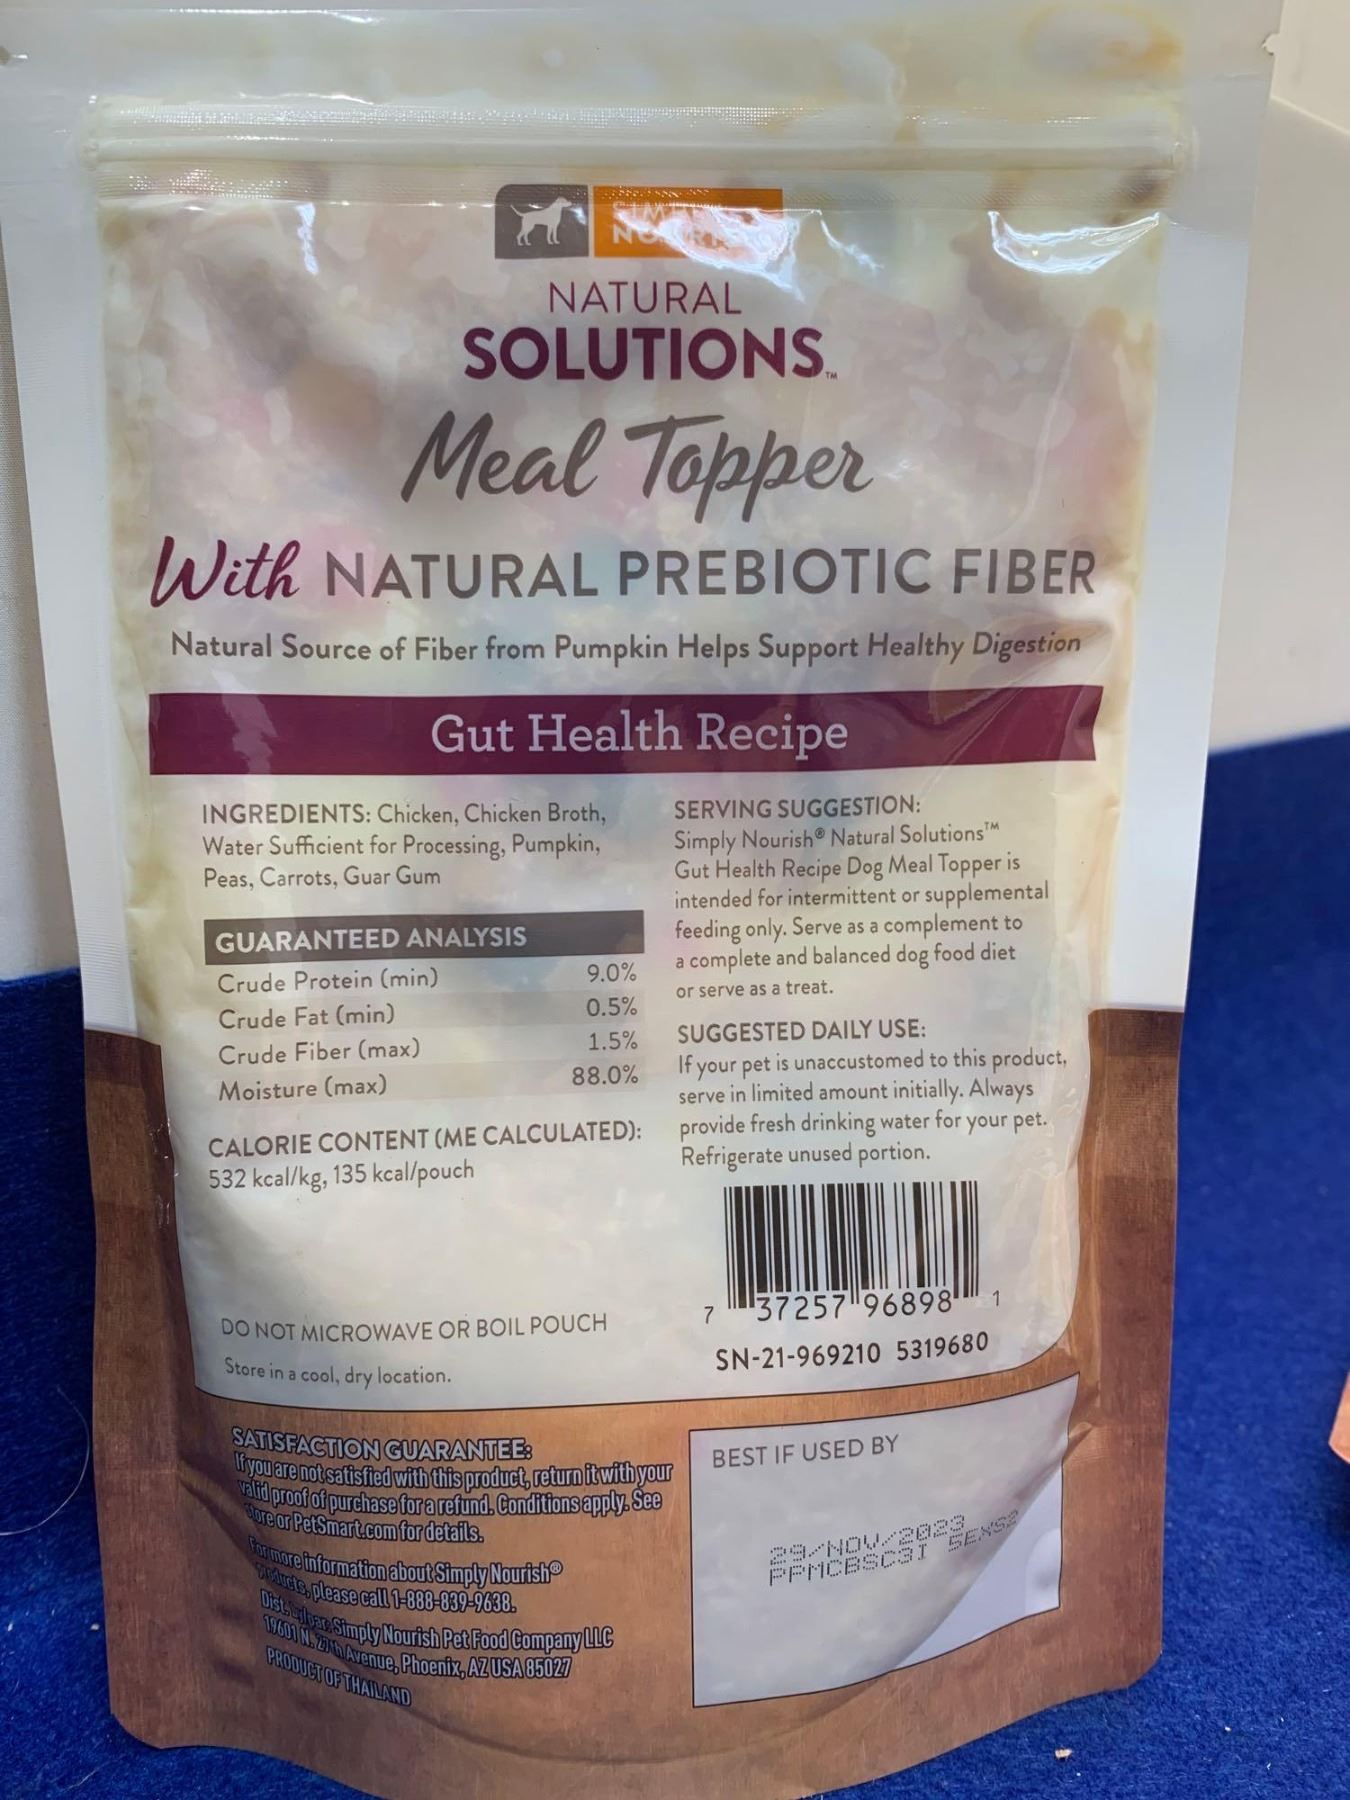 SIMPLY
NOURISH
NATURAL
SOLUTIONS™
Meal Topper
With NATURAL PREBIOTIC FIBER
Natural Source of Fiber from Pumpkin Helps Support Healthy Digestion
Gut Health Recipe
INGREDIENTS: Chicken, Chicken Broth,
Water Sufficient for Processing, Pumpkin,
Peas, Carrots, Guar Gum
GUARANTEED ANALYSIS
Crude Protein (min) 9.0%
Crude Fat (min) 0.5%
Crude Fiber (max) 1.5%
Moisture (max) 88.0%
CALORIE CONTENT (ME CALCULATED):
532 kcal/kg, 135 kcal/pouch
DO NOT MICROWAVE OR BOIL POUCH
Store in a cool, dry location.
SERVING SUGGESTION:
Simply Nourish® Natural Solutions™
Gut Health Recipe Dog Meal Topper is
intended for intermittent or supplemental
feeding only. Serve as a complement to
a complete and balanced dog food diet
or serve as a treat.
SUGGESTED DAILY USE:
If your pet is unaccustomed to this product,
serve in limited amount initially. Always
provide fresh drinking water for your pet.
Refrigerate unused portion.
7 37257 96898 1
SN-21-969210 5319680
SATISFACTION GUARANTEE:
If you are not satisfied with this product, return it with your
valid proof of purchase for a refund. Conditions apply. See
store or PetSmart.com for details.
For more information about Simply Nourish®
products, please call 1-888-839-9638.
Dist. par: Simply Nourish Pet Food Company LLC
19601 N. 27th Avenue, Phoenix, AZ USA 85027
PRODUCT OF THAILAND
BEST IF USED BY
29/NOV/2023
PPMCBSC3I 5EXS2